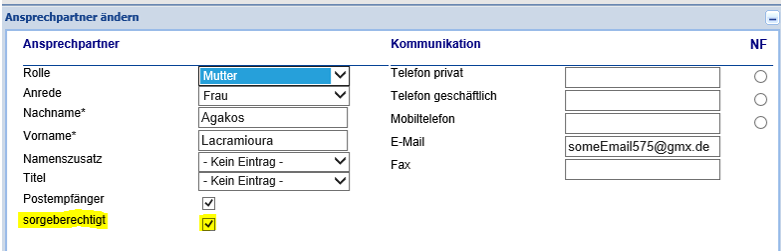 Ansprechpartner ändern
Ansprechpartner Kommunikation NF
Rolle Mutter Telefon privat
Anrede Frau Telefon geschäftlich
Nachname* Agakos Mobiltelefon
Vorname* Lacramioura E-Mail someEmail575@gmx.de
Namenszusatz - Kein Eintrag - Fax
Titel - Kein Eintrag -
Postempfänger
sorgeberechtigt